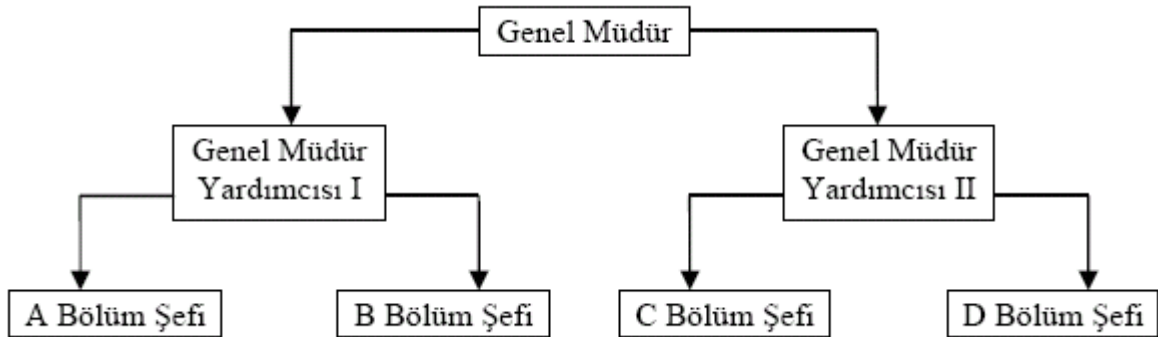 Genel Müdür
Genel Müdür
Yardımcısı I
Genel Müdür
Yardımcısı II
A Bölüm Şefi
B Bölüm Şefi
C Bölüm Şefi
D Bölüm Şefi